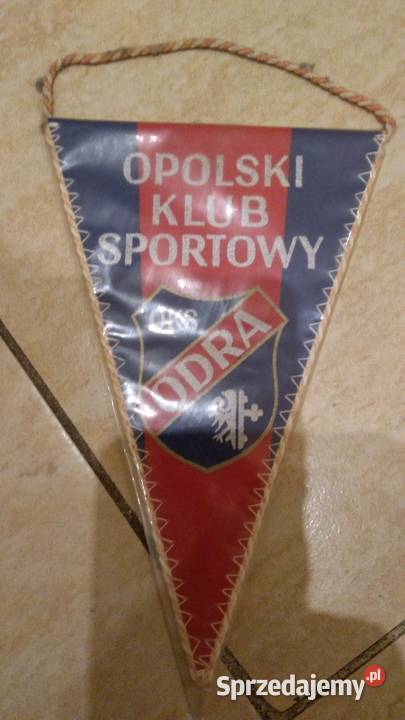 OPOLSKI
KLUB
SPORTOWY
OKS
ODRA
Sprzedajemy.pl